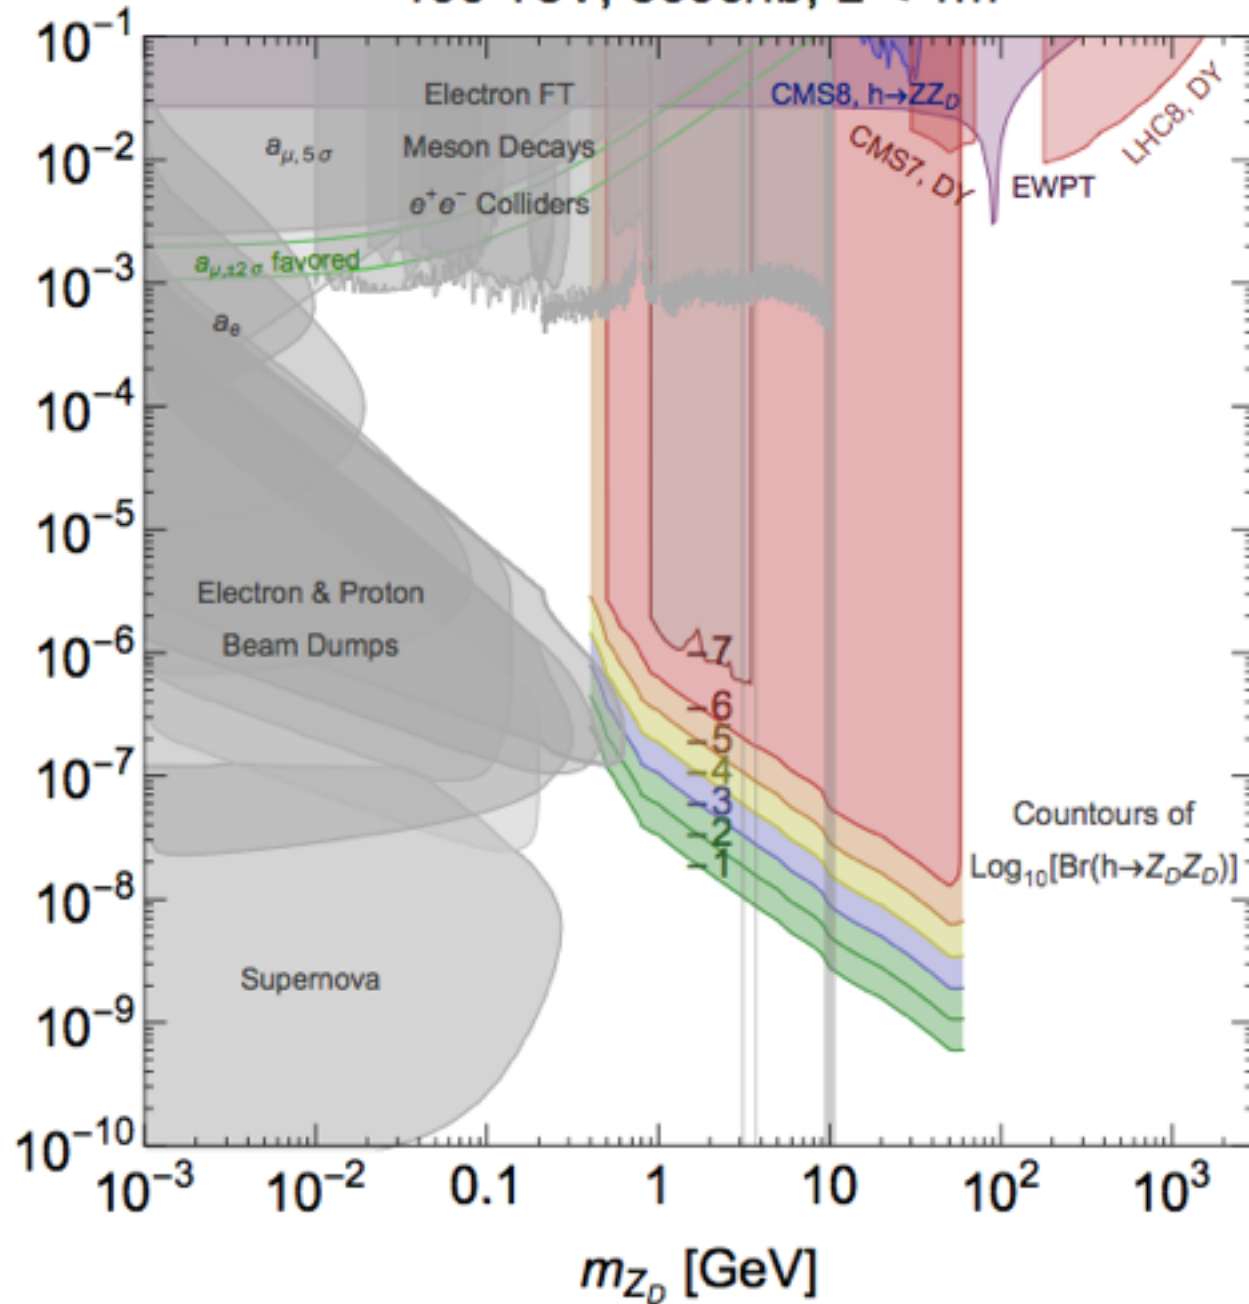 10⁻¹
10⁻²
10⁻³
10⁻⁴
10⁻⁵
10⁻⁶
10⁻⁷
10⁻⁸
10⁻⁹
10⁻¹⁰
Electron FT
Meson Decays
e⁺e⁻ Colliders
a_μ,5σ
a_μ,±2σ favored
a_e
CMS8, h→ZZ_D
CMS7, DY
EWPT
LHC8, DY
Electron & Proton
Beam Dumps
Supernova
-7
-6
-5
-4
-3
-2
-1
Countours of
Log₁₀[Br(h→Z_DZ_D)]
10⁻³ 10⁻² 0.1 1 10 10² 10³
m_Z_D [GeV]